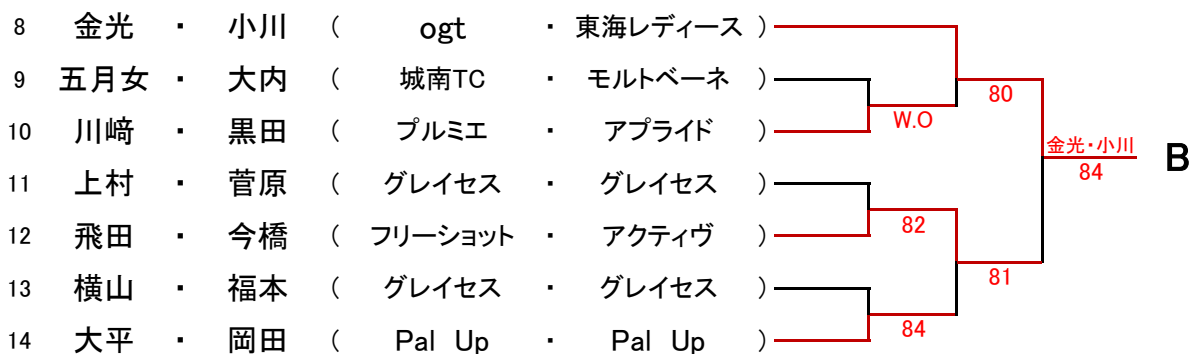 8 金光 ・ 小川 ( ogt ・ 東海レディース )
9 五月女 ・ 大内 ( 城南TC ・ モルトベーネ )
80
10 川﨑 ・ 黒田 ( プルミエ ・ アプライド )
W.O
金光・小川
84
B
11 上村 ・ 菅原 ( グレイセス ・ グレイセス )
12 飛田 ・ 今橋 ( フリーショット ・ アクティヴ )
82
81
13 横山 ・ 福本 ( グレイセス ・ グレイセス )
14 大平 ・ 岡田 ( Pal Up ・ Pal Up )
84